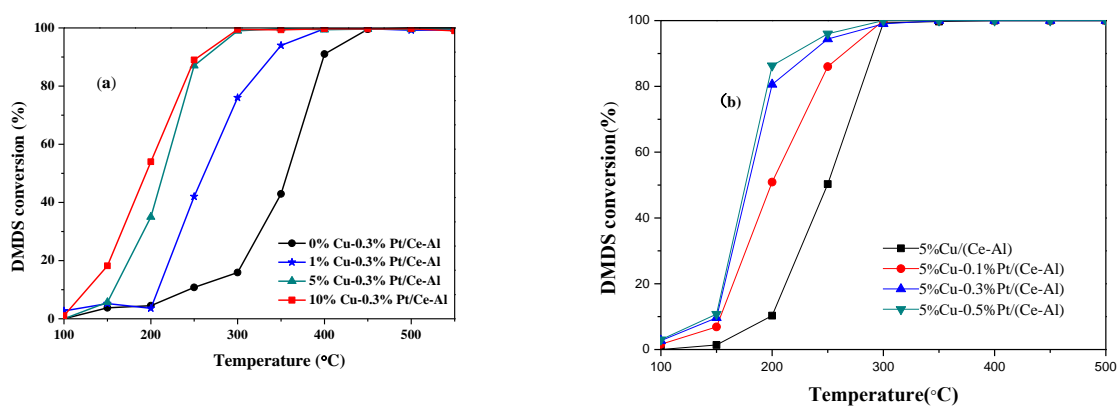 100
80
60
40
20
0
DMDS conversion (%)
(a)
0% Cu-0.3% Pt/Ce-Al
1% Cu-0.3% Pt/Ce-Al
5% Cu-0.3% Pt/Ce-Al
10% Cu-0.3% Pt/Ce-Al
100 200 300 400 500
Temperature (°C)
100
80
60
40
20
0
DMDS conversion(%)
(b)
5%Cu/(Ce-Al)
5%Cu-0.1%Pt/(Ce-Al)
5%Cu-0.3%Pt/(Ce-Al)
5%Cu-0.5%Pt/(Ce-Al)
100 200 300 400 500
Temperature(°C)